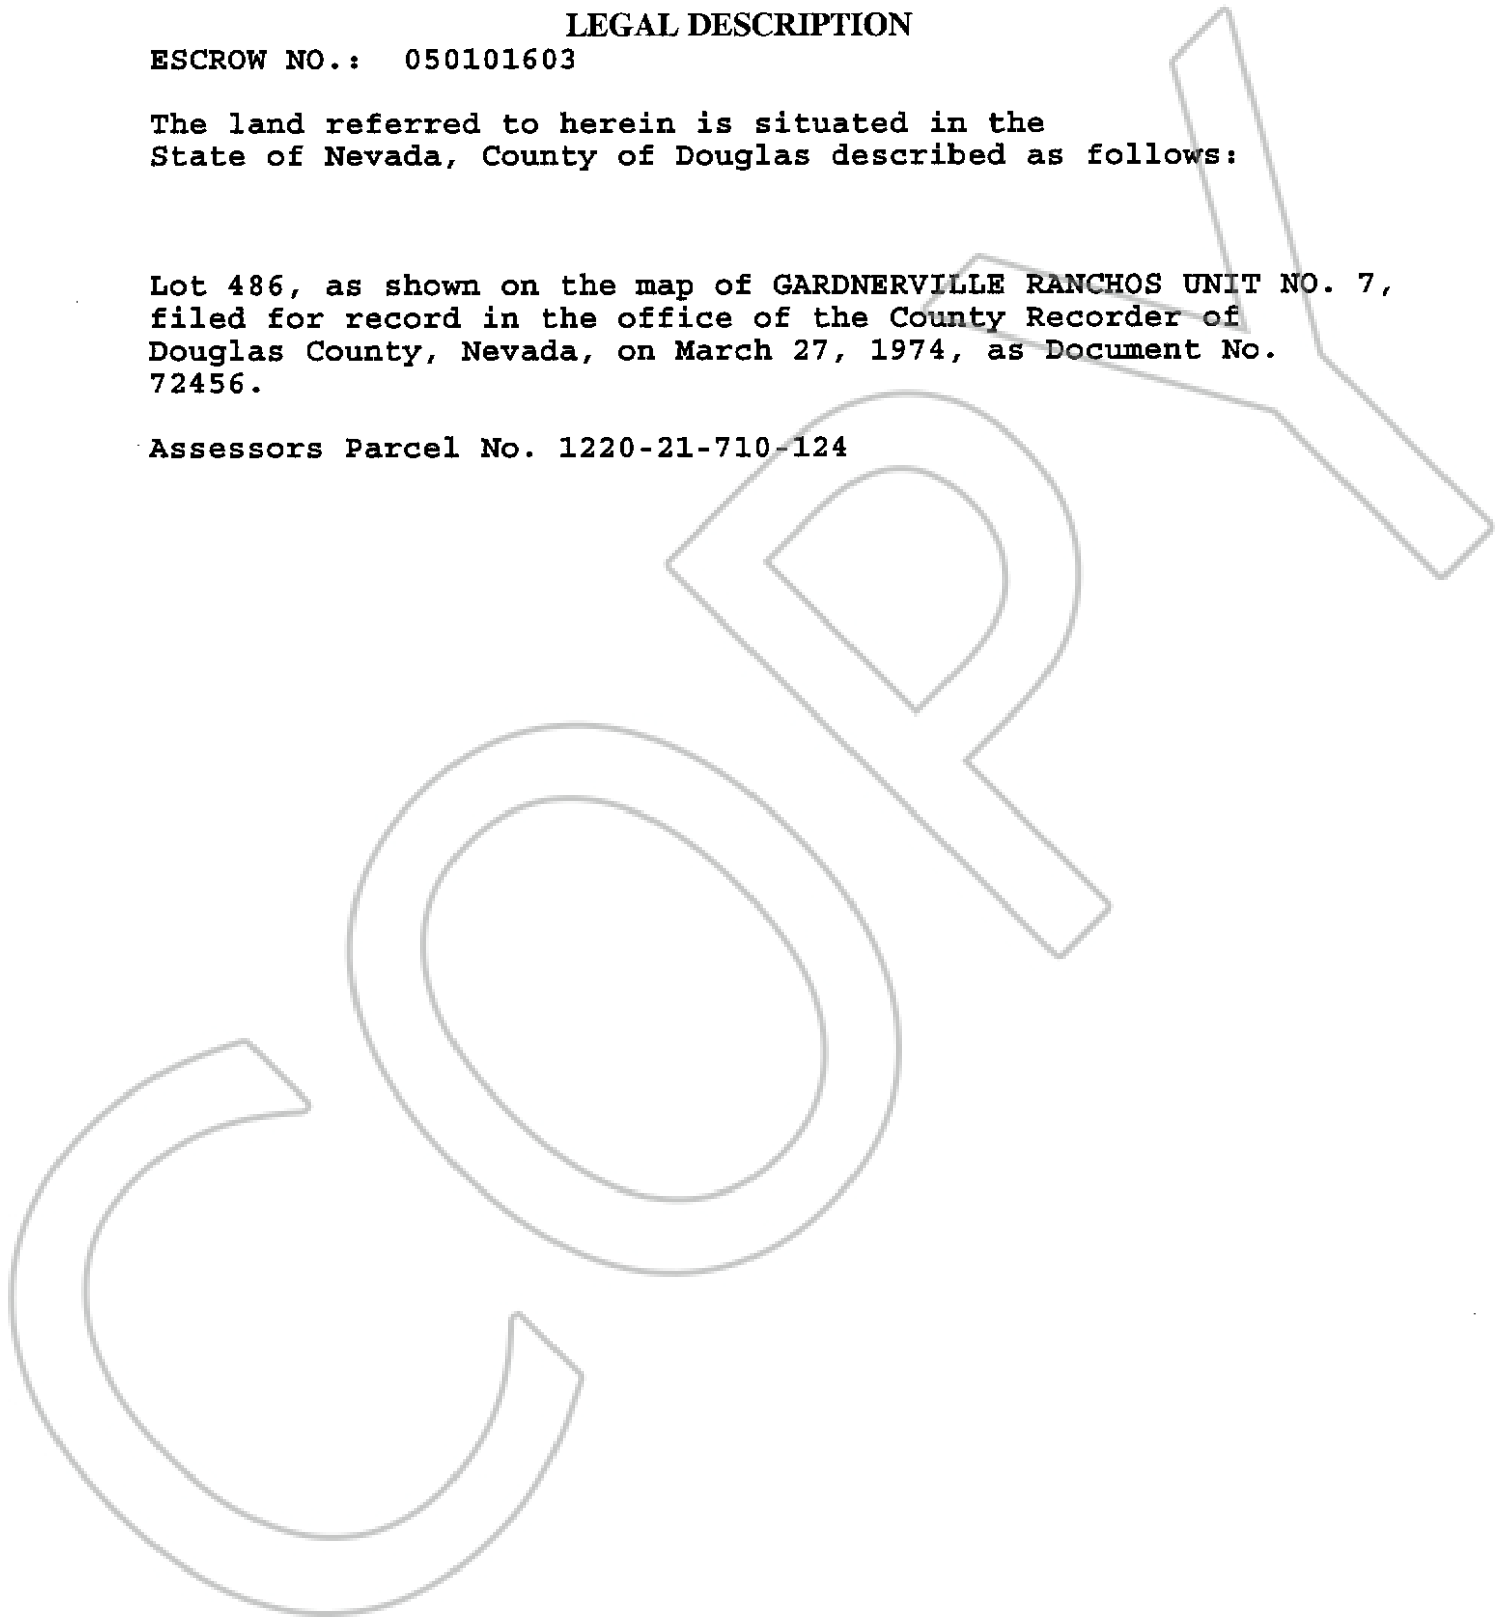 LEGAL DESCRIPTION
ESCROW NO.: 050101603
The land referred to herein is situated in the
State of Nevada, County of Douglas described as follows:
Lot 486, as shown on the map of GARDNERVILLE RANCHOS UNIT NO. 7,
filed for record in the office of the County Recorder of
Douglas County, Nevada, on March 27, 1974, as Document No.
72456.
Assessors Parcel No. 1220-21-710-124
COPY